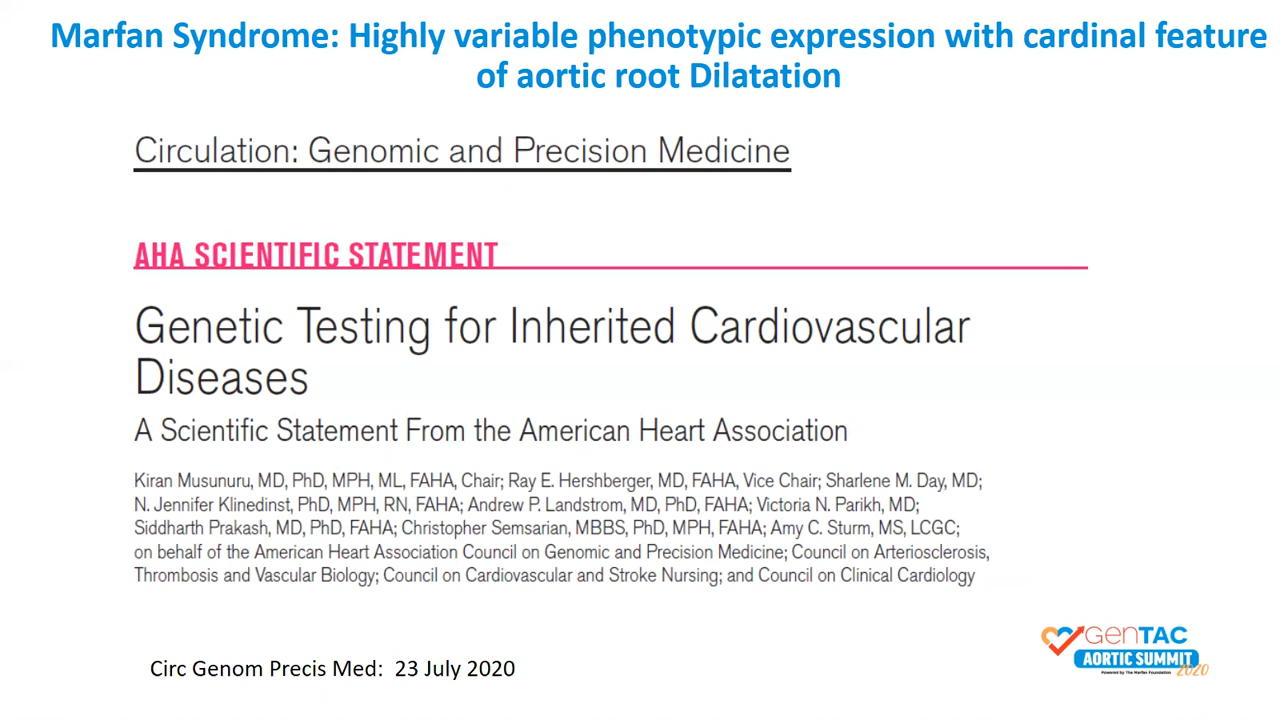 Marfan Syndrome: Highly variable phenotypic expression with cardinal feature
of aortic root Dilatation
Circulation: Genomic and Precision Medicine
AHA SCIENTIFIC STATEMENT
Genetic Testing for Inherited Cardiovascular
Diseases
A Scientific Statement From the American Heart Association
Kiran Musunuru, MD, PhD, MPH, ML, FAHA, Chair; Ray E. Hershberger, MD, FAHA, Vice Chair; Sharlene M. Day, MD;
N. Jennifer Klinedinst, PhD, MPH, RN, FAHA; Andrew P. Landstrom, MD, PhD, FAHA; Victoria N. Parikh, MD;
Siddharth Prakash, MD, PhD, FAHA; Christopher Semsarian, MBBS, PhD, MPH, FAHA; Amy C. Sturm, MS, LCGC;
on behalf of the American Heart Association Council on Genomic and Precision Medicine; Council on Arteriosclerosis,
Thrombosis and Vascular Biology; Council on Cardiovascular and Stroke Nursing; and Council on Clinical Cardiology
Circ Genom Precis Med: 23 July 2020
GenTAC
AORTIC SUMMIT
Powered by The Marfan Foundation
2020